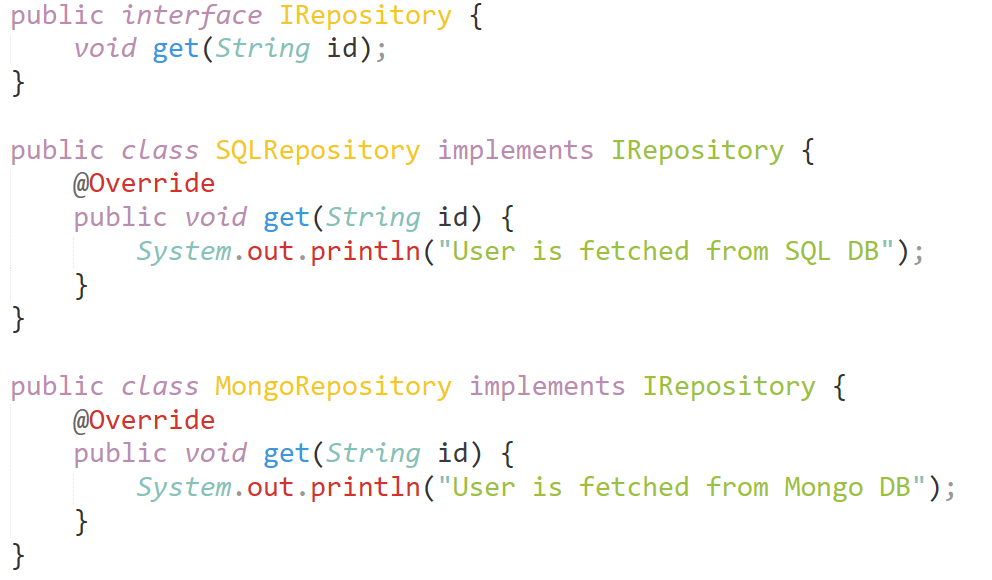 public interface IRepository {
    void get(String id);
}

public class SQLRepository implements IRepository {
    @Override
    public void get(String id) {
        System.out.println("User is fetched from SQL DB");
    }
}

public class MongoRepository implements IRepository {
    @Override
    public void get(String id) {
        System.out.println("User is fetched from Mongo DB");
    }
}